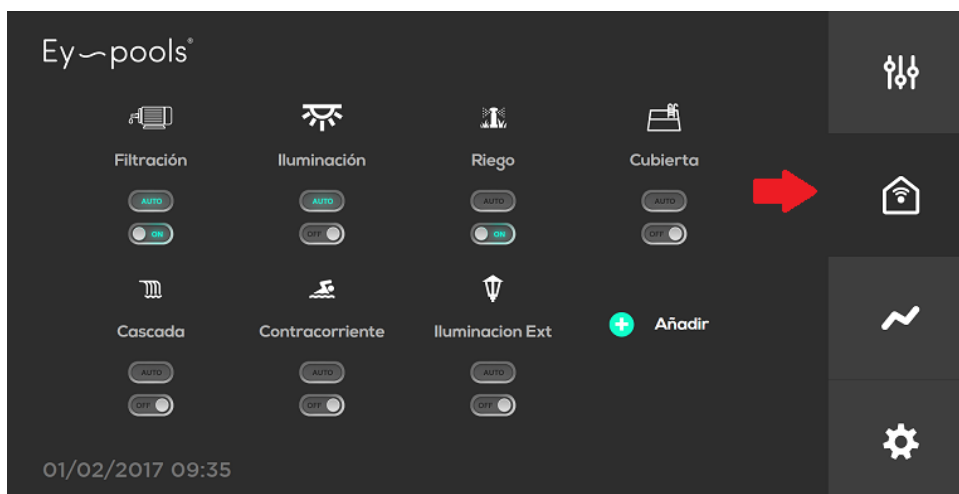 Ey pools®
Filtración Iluminación Riego Cubierta
AUTO AUTO AUTO AUTO
ON OFF ON OFF
Cascada Contracorriente Iluminacion Ext Añadir
AUTO AUTO AUTO
OFF OFF OFF
01/02/2017 09:35